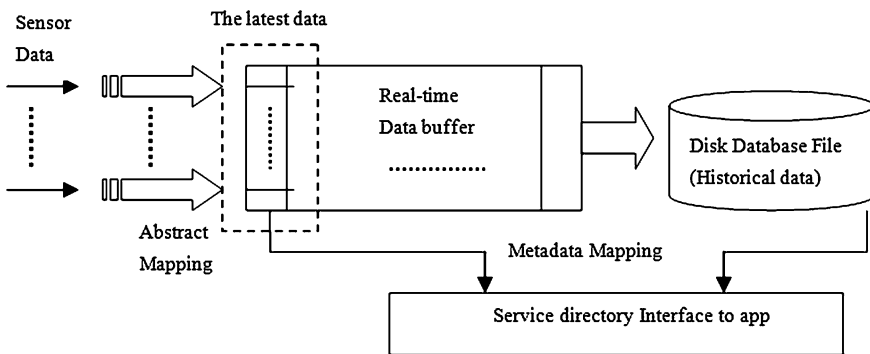 Sensor
Data
The latest data
Real-time
Data buffer
Disk Database File
(Historical data)
Abstract
Mapping
Metadata Mapping
Service directory Interface to app